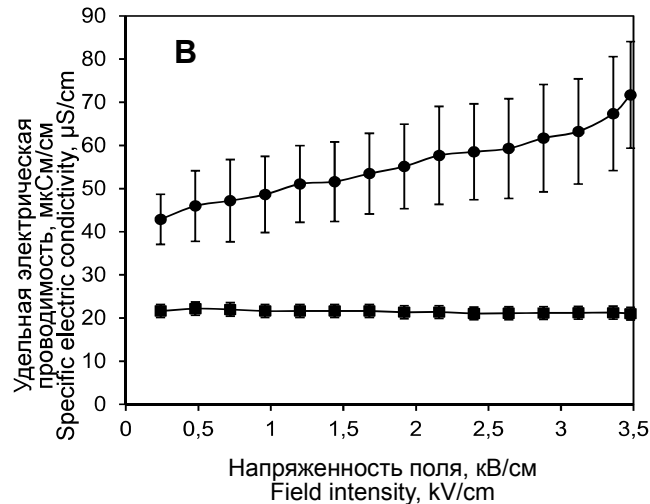 90
80
70
60
50
40
30
20
10
0
B
Удельная электрическая
проводимость, мкСм/см
Specific electric condictivity, µS/cm
0 0,5 1 1,5 2 2,5 3 3,5
Напряженность поля, кВ/см
Field intensity, kV/cm